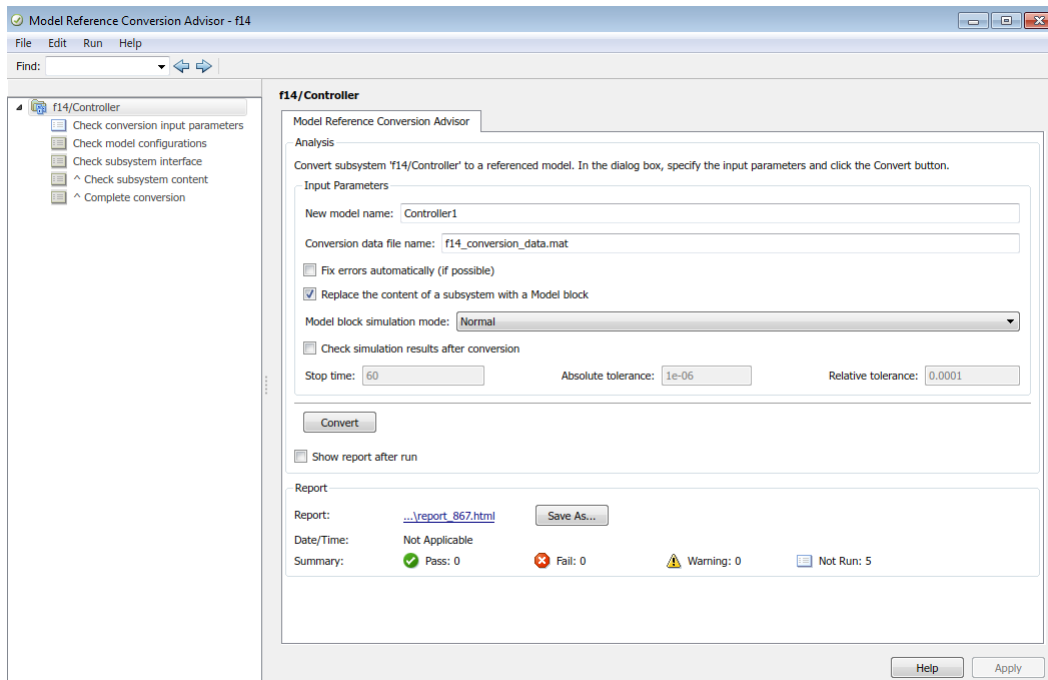 Model Reference Conversion Advisor - f14
File Edit Run Help
Find:
f14/Controller
Check conversion input parameters
Check model configurations
Check subsystem interface
^ Check subsystem content
^ Complete conversion
f14/Controller
Model Reference Conversion Advisor
Analysis
Convert subsystem 'f14/Controller' to a referenced model. In the dialog box, specify the input parameters and click the Convert button.
Input Parameters
New model name: Controller1
Conversion data file name: f14_conversion_data.mat
Fix errors automatically (if possible)
Replace the content of a subsystem with a Model block
Model block simulation mode: Normal
Check simulation results after conversion
Stop time: 60 Absolute tolerance: 1e-06 Relative tolerance: 0.0001
Convert
Show report after run
Report
Report: ...\report_867.html Save As...
Date/Time: Not Applicable
Summary: Pass: 0 Fail: 0 Warning: 0 Not Run: 5
Help Apply